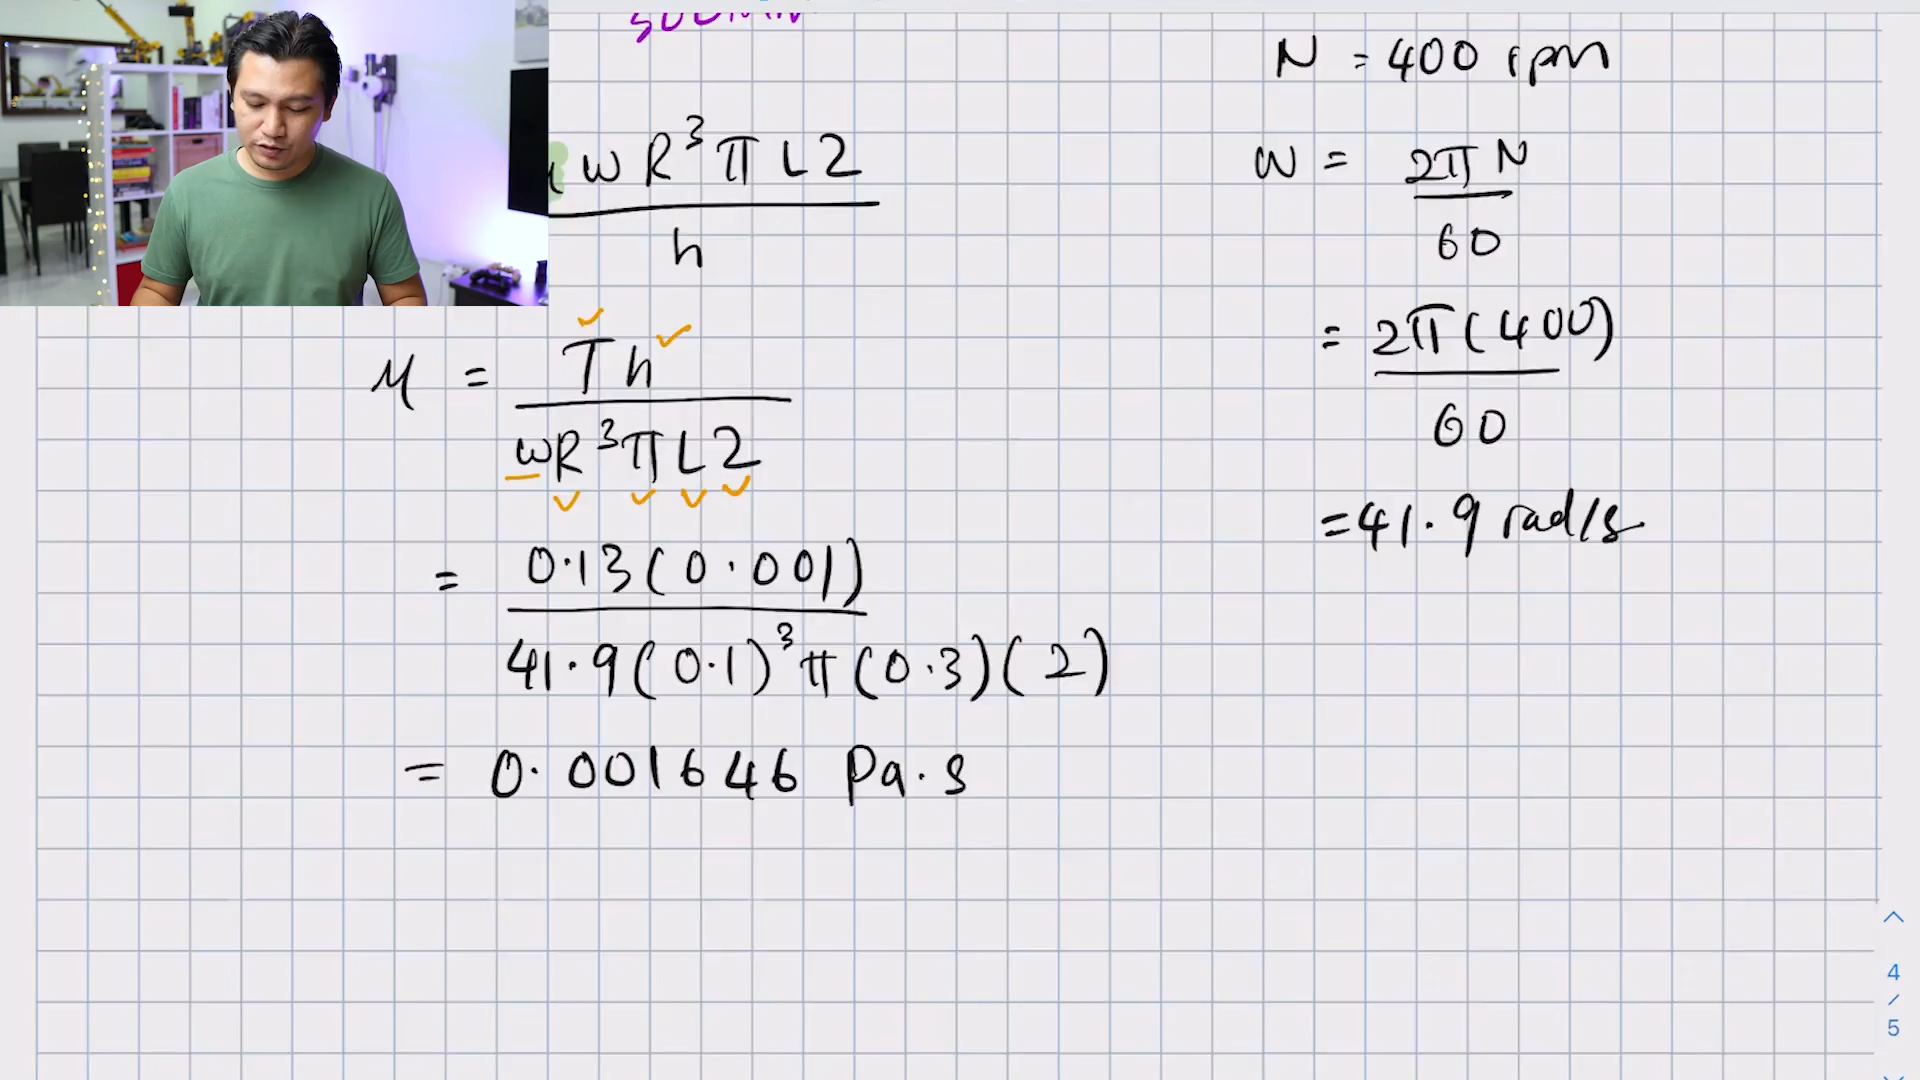 N = 400 rpm
ωR³πL2
h
ω = 2πN
60
μ = Th
ωR³πL2
= 2π(400)
60
= 41.9 rad/s
= 0.13(0.001)
41.9(0.1)³π(0.3)(2)
= 0.001646 Pa.s
4
/
5